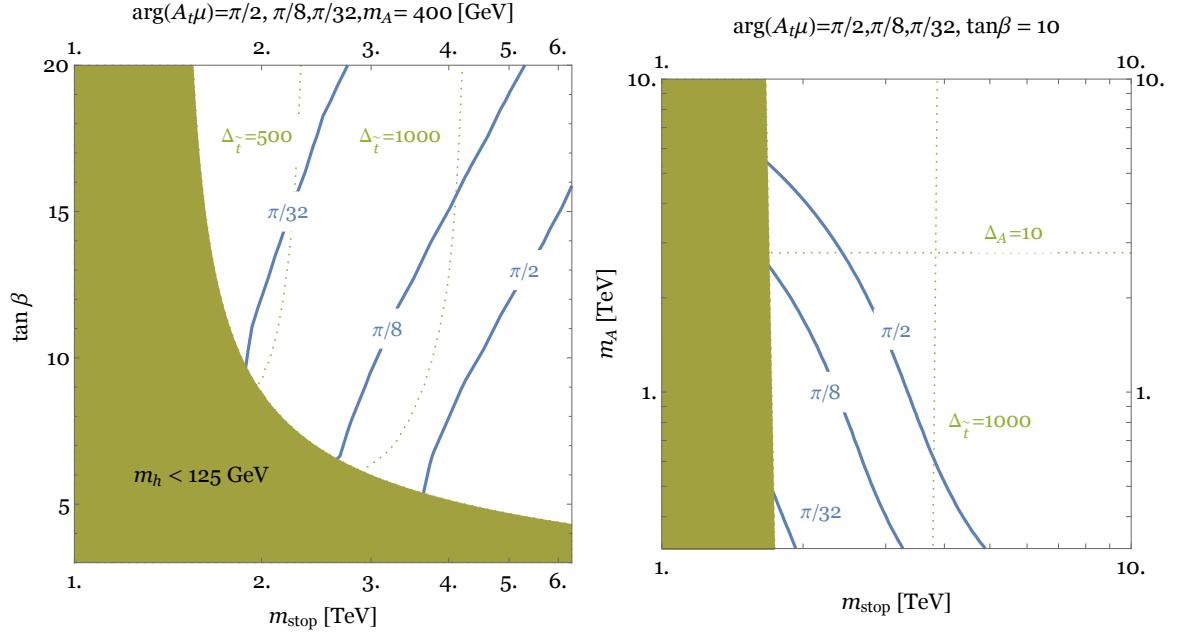 arg(Aₜμ)=π/2, π/8,π/32,m_A= 400 [GeV]
1. 2. 3. 4. 5. 6.
20
15
10
5
tan β
Δ_t̃=500
Δ_t̃=1000
π/32
π/8
π/2
m_h < 125 GeV
1. 2. 3. 4. 5. 6.
m_stop [TeV]
arg(Aₜμ)=π/2,π/8,π/32, tanβ = 10
1. 10.
10. 10.
m_A [TeV]
Δ_A=10
π/2
π/8
1. 1.
Δ_t̃=1000
π/32
1. 10.
m_stop [TeV]